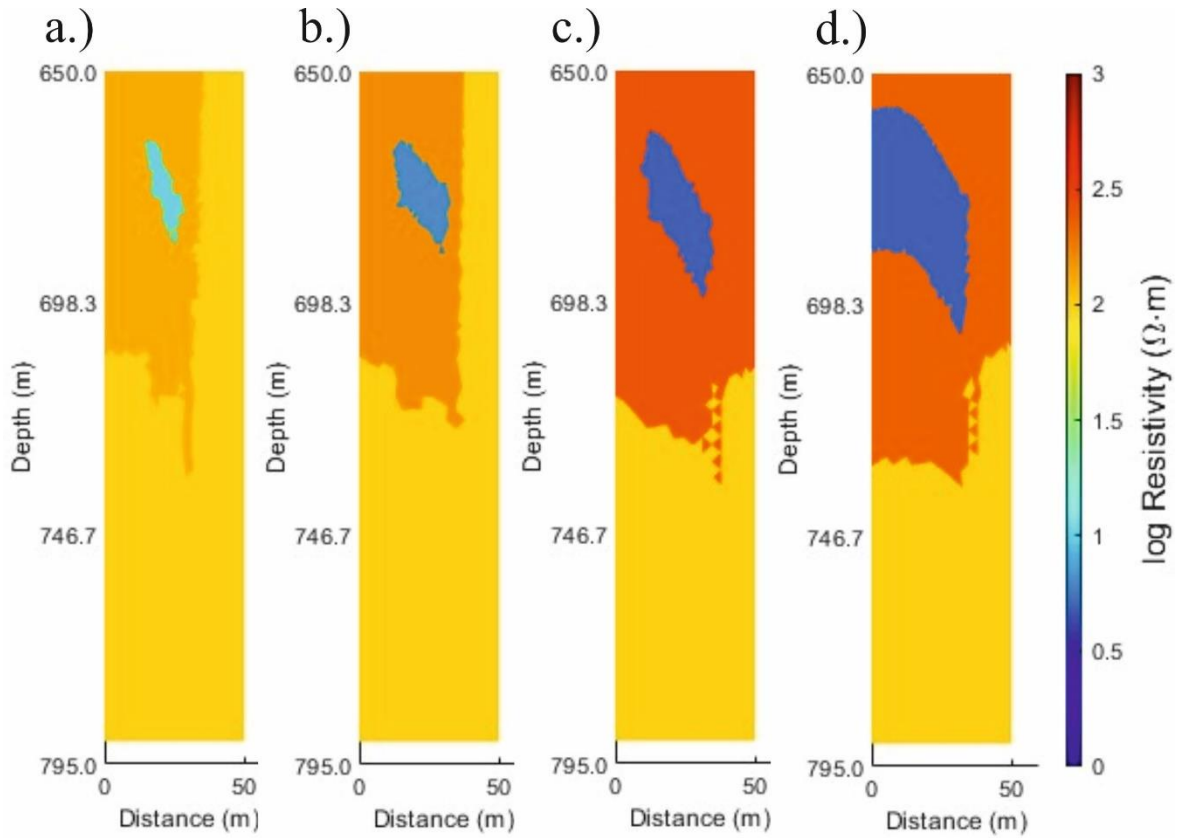 a.)
b.)
c.)
d.)
650.0
698.3
746.7
795.0
Depth (m)
0
50
Distance (m)
650.0
698.3
746.7
795.0
Depth (m)
0
50
Distance (m)
650.0
698.3
746.7
795.0
Depth (m)
0
50
Distance (m)
650.0
698.3
746.7
795.0
Depth (m)
0
50
Distance (m)
3
2.5
2
1.5
1
0.5
0
log Resistivity (Ω·m)